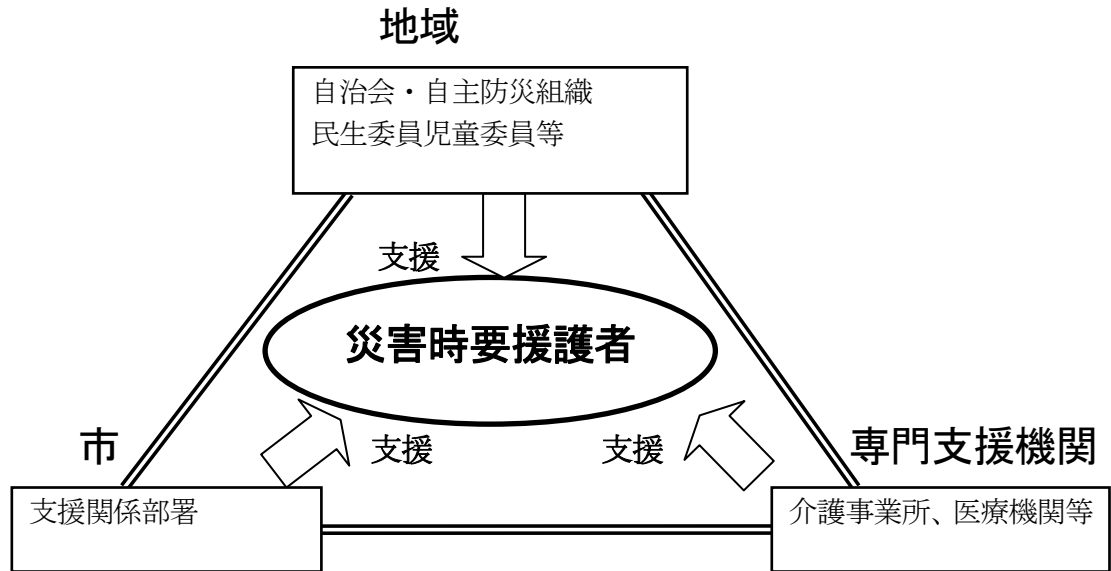 地域
自治会・自主防災組織
民生委員児童委員等
支援
災害時要援護者
市
支援
支援
専門支援機関
支援関係部署
介護事業所、医療機関等